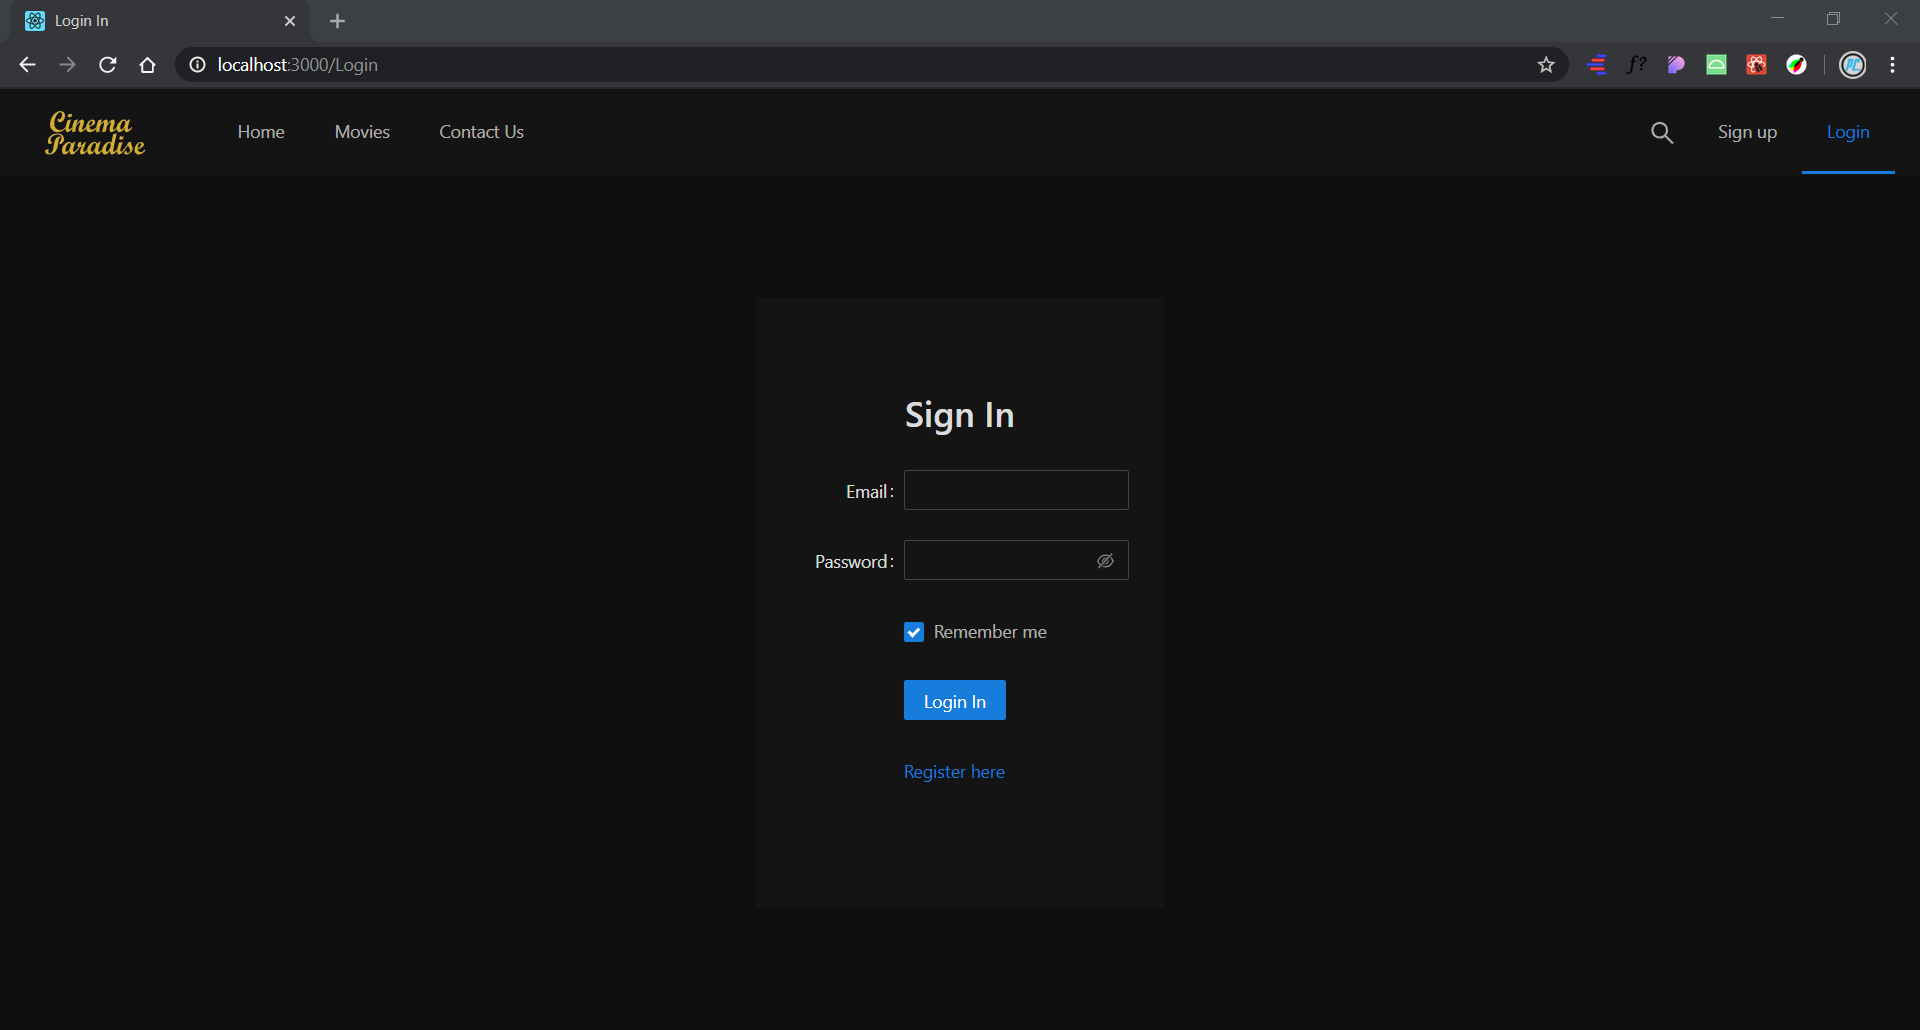 Login In
localhost:3000/Login
f?
PC
Cinema
Paradise
Home
Movies
Contact Us
Sign up
Login
Sign In
Email:
Password:
Remember me
Login In
Register here